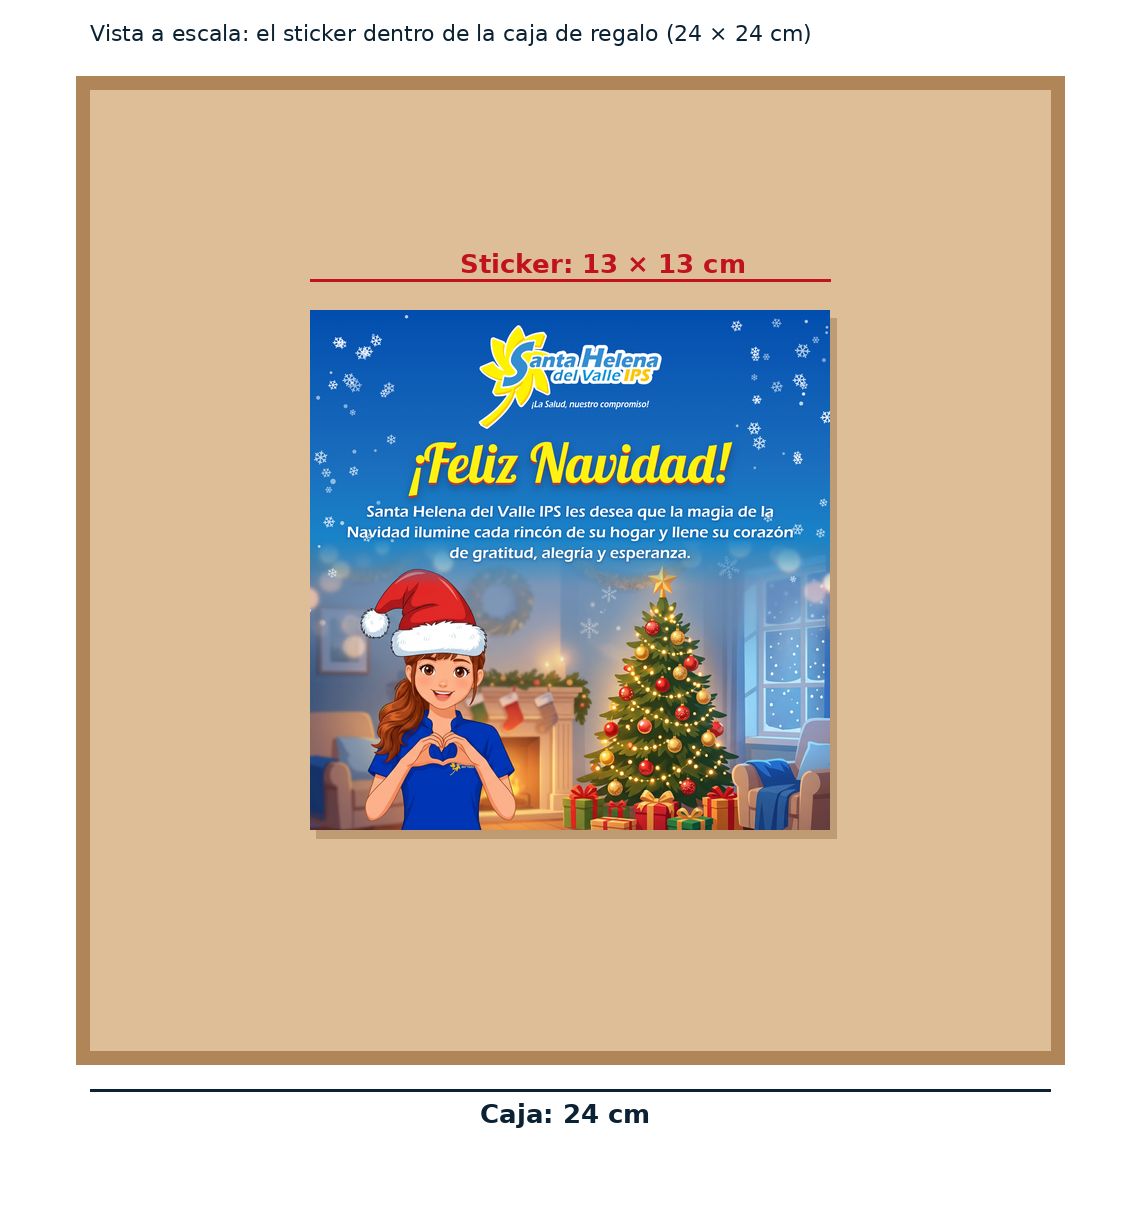 Vista a escala: el sticker dentro de la caja de regalo (24 × 24 cm)
Sticker: 13 × 13 cm
Santa Helena
del Valle IPS
¡La Salud, nuestro compromiso!
¡Feliz Navidad!
Santa Helena del Valle IPS les desea que la magia de la
Navidad ilumine cada rincón de su hogar y llene su corazón
de gratitud, alegría y esperanza.
Caja: 24 cm